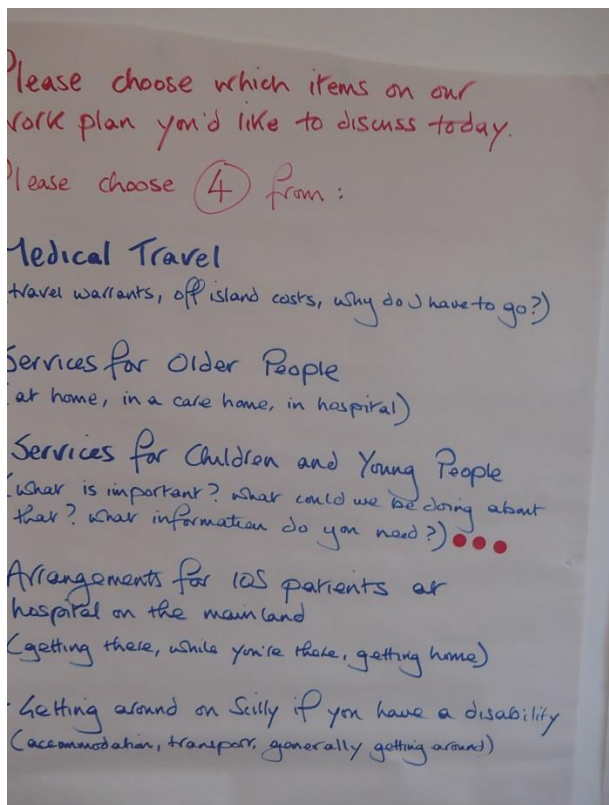 Please choose which items on our
work plan you'd like to discuss today.
Please choose 4 from:
Medical Travel
travel warrants, off island costs, why do I have to go?)
Services for Older People
(at home, in a care home, in hospital)
Services for Children and Young People
(what is important? what could we be doing about
that? what information do you need?)
Arrangements for IOS patients at
hospital on the mainland
(getting there, while you're there, getting home)
Getting around on Scilly if you have a disability
(accommodation, transport, generally getting around)